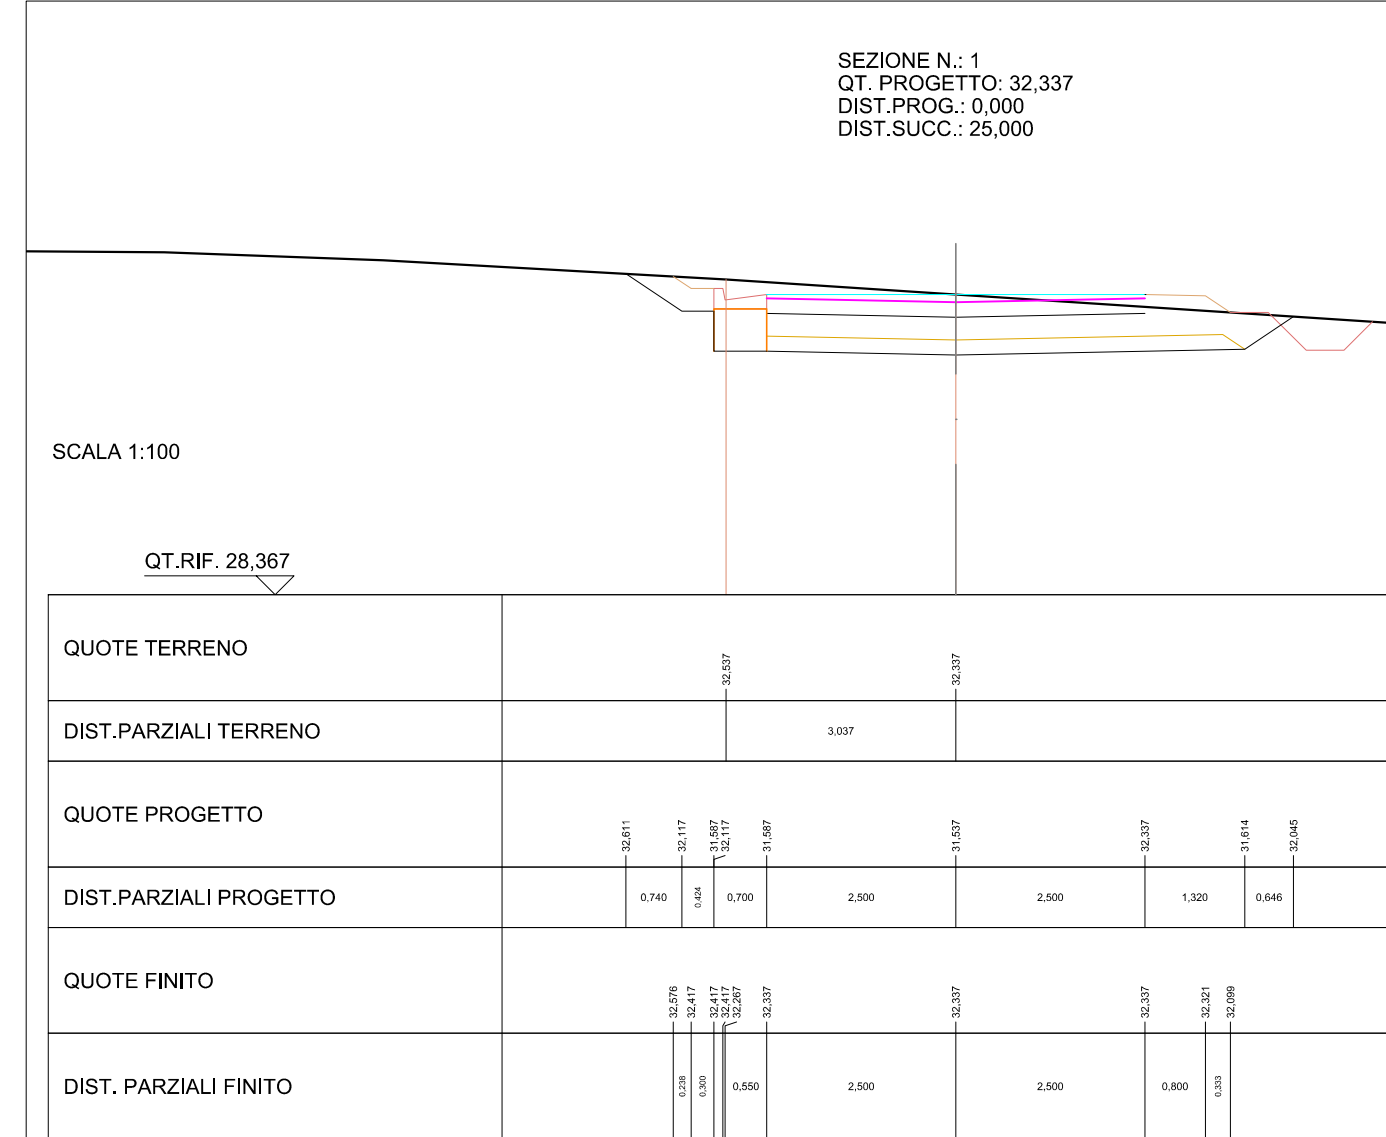 SEZIONE N.: 1
QT. PROGETTO: 32,337
DIST.PROG.: 0,000
DIST.SUCC.: 25,000
SCALA 1:100
QT.RIF. 28,367
QUOTE TERRENO
32,537 32,337
DIST.PARZIALI TERRENO
3,037
QUOTE PROGETTO
32,611 32,117 31,587 32,117 31,587 31,537 32,337 31,614 32,045
DIST.PARZIALI PROGETTO
0,740 0,424 0,700 2,500 2,500 1,320 0,646
QUOTE FINITO
32,576 32,417 32,417 32,417 32,267 32,337 32,337 32,337 32,321 32,099
DIST. PARZIALI FINITO
0,238 0,300 0,550 2,500 2,500 0,800 0,333